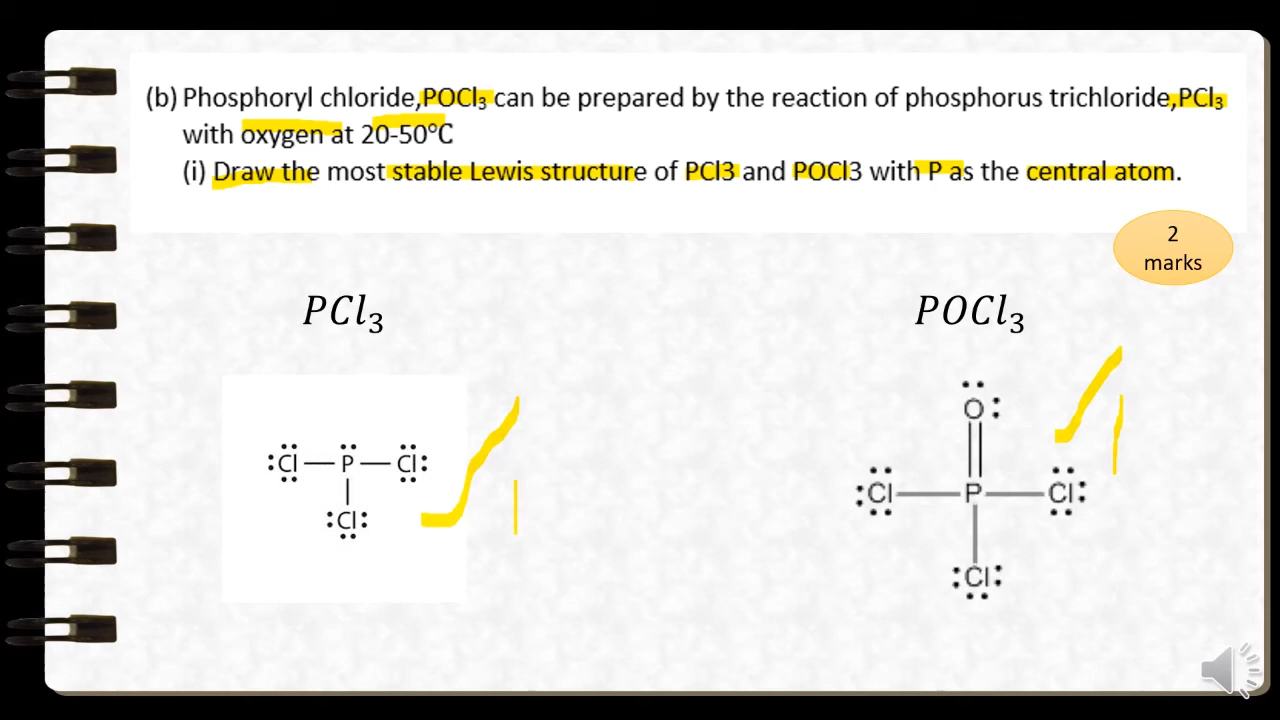 (b) Phosphoryl chloride,POCl₃ can be prepared by the reaction of phosphorus trichloride,PCl₃
with oxygen at 20-50°C
(i) Draw the most stable Lewis structure of PCl3 and POCl3 with P as the central atom.
2
marks
PCl₃
POCl₃
O
Cl P Cl
Cl
Cl P Cl
Cl